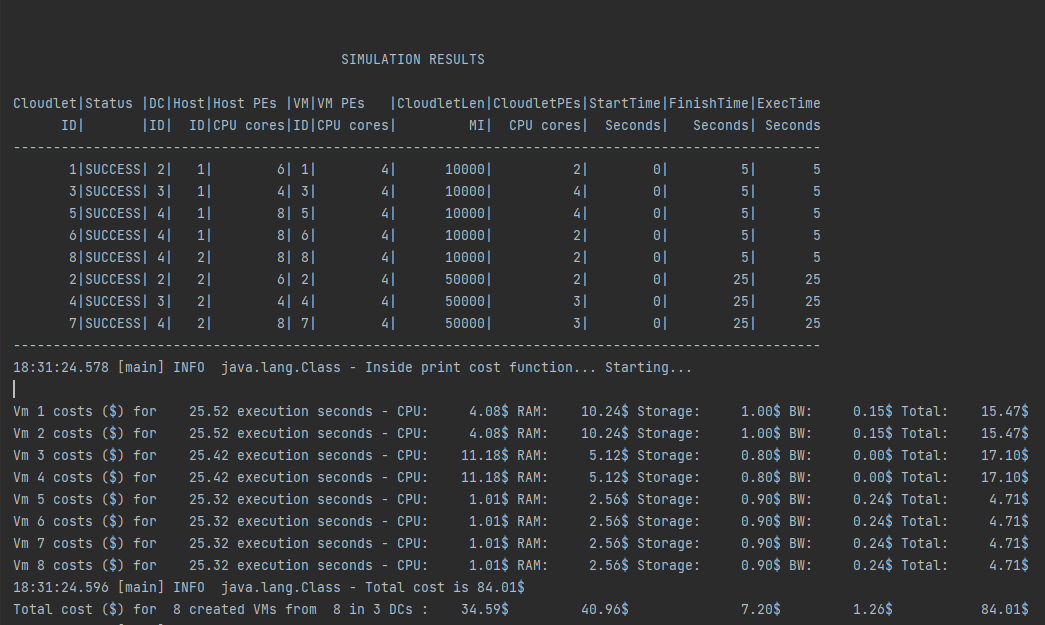 SIMULATION RESULTS
Cloudlet|Status |DC|Host|Host PEs |VM|VM PEs   |CloudletLen|CloudletPEs|StartTime|FinishTime|ExecTime
      ID|       |ID|  ID|CPU cores|ID|CPU cores|         MI|  CPU cores|  Seconds|   Seconds| Seconds
-----------------------------------------------------------------------------------------------------
       1|SUCCESS| 2|   1|        6| 1|        4|      10000|          2|        0|         5|       5
       3|SUCCESS| 3|   1|        4| 3|        4|      10000|          4|        0|         5|       5
       5|SUCCESS| 4|   1|        8| 5|        4|      10000|          4|        0|         5|       5
       6|SUCCESS| 4|   1|        8| 6|        4|      10000|          2|        0|         5|       5
       8|SUCCESS| 4|   2|        8| 8|        4|      10000|          2|        0|         5|       5
       2|SUCCESS| 2|   2|        6| 2|        4|      50000|          2|        0|        25|      25
       4|SUCCESS| 3|   2|        4| 4|        4|      50000|          3|        0|        25|      25
       7|SUCCESS| 4|   2|        8| 7|        4|      50000|          3|        0|        25|      25
-----------------------------------------------------------------------------------------------------
18:31:24.578 [main] INFO  java.lang.Class - Inside print cost function... Starting...
Vm 1 costs ($) for    25.52 execution seconds - CPU:     4.08$ RAM:    10.24$ Storage:     1.00$ BW:     0.15$ Total:    15.47$
Vm 2 costs ($) for    25.52 execution seconds - CPU:     4.08$ RAM:    10.24$ Storage:     1.00$ BW:     0.15$ Total:    15.47$
Vm 3 costs ($) for    25.42 execution seconds - CPU:    11.18$ RAM:     5.12$ Storage:     0.80$ BW:     0.00$ Total:    17.10$
Vm 4 costs ($) for    25.42 execution seconds - CPU:    11.18$ RAM:     5.12$ Storage:     0.80$ BW:     0.00$ Total:    17.10$
Vm 5 costs ($) for    25.32 execution seconds - CPU:     1.01$ RAM:     2.56$ Storage:     0.90$ BW:     0.24$ Total:     4.71$
Vm 6 costs ($) for    25.32 execution seconds - CPU:     1.01$ RAM:     2.56$ Storage:     0.90$ BW:     0.24$ Total:     4.71$
Vm 7 costs ($) for    25.32 execution seconds - CPU:     1.01$ RAM:     2.56$ Storage:     0.90$ BW:     0.24$ Total:     4.71$
Vm 8 costs ($) for    25.32 execution seconds - CPU:     1.01$ RAM:     2.56$ Storage:     0.90$ BW:     0.24$ Total:     4.71$
18:31:24.596 [main] INFO  java.lang.Class - Total cost is 84.01$
Total cost ($) for  8 created VMs from  8 in 3 DCs :    34.59$         40.96$              7.20$         1.26$           84.01$